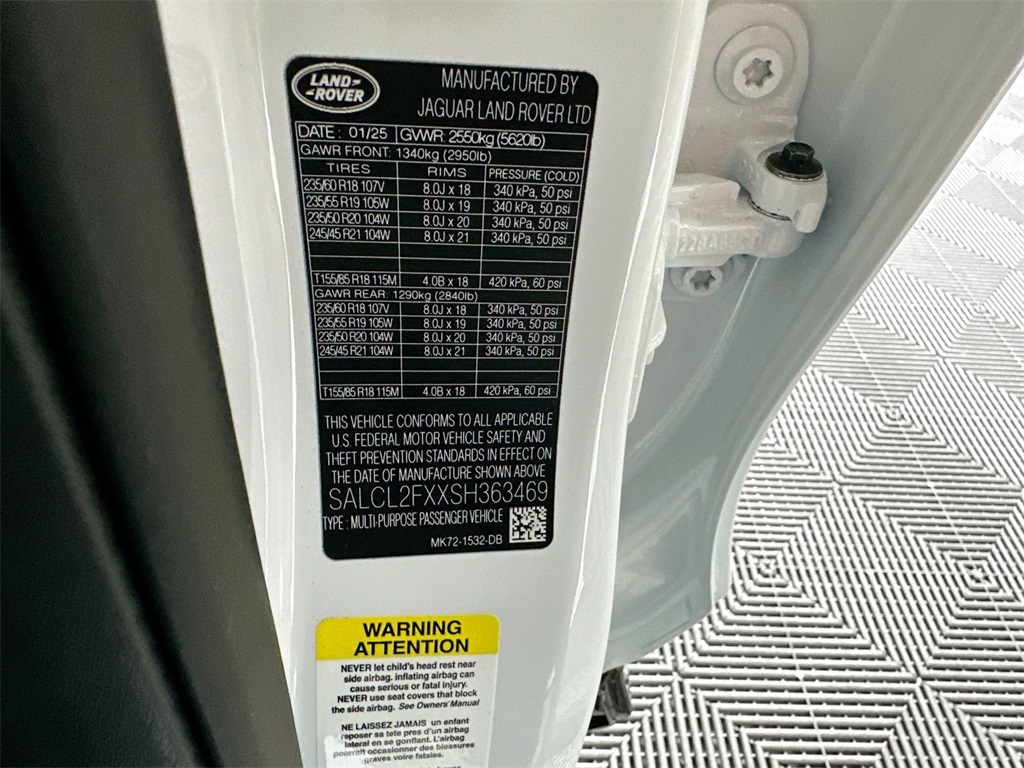 LAND-
-ROVER
MANUFACTURED BY
JAGUAR LAND ROVER LTD
DATE : 01/25 GVWR: 2550kg (5620lb)
GAWR FRONT: 1340kg (2950lb)
TIRES RIMS PRESSURE (COLD)
235/60 R18 107V 8.0J x 18 340 kPa, 50 psi
235/55 R19 105W 8.0J x 19 340 kPa, 50 psi
235/50 R20 104W 8.0J x 20 340 kPa, 50 psi
245/45 R21 104W 8.0J x 21 340 kPa, 50 psi
T155/85 R18 115M 4.0B x 18 420 kPa, 60 psi
GAWR REAR: 1290kg (2840lb)
235/60 R18 107V 8.0J x 18 340 kPa, 50 psi
235/55 R19 105W 8.0J x 19 340 kPa, 50 psi
235/50 R20 104W 8.0J x 20 340 kPa, 50 psi
245/45 R21 104W 8.0J x 21 340 kPa, 50 psi
T155/85 R18 115M 4.0B x 18 420 kPa, 60 psi
THIS VEHICLE CONFORMS TO ALL APPLICABLE
U.S. FEDERAL MOTOR VEHICLE SAFETY AND
THEFT PREVENTION STANDARDS IN EFFECT ON
THE DATE OF MANUFACTURE SHOWN ABOVE
SALCL2FXXSH363469
TYPE : MULTI-PURPOSE PASSENGER VEHICLE
MK72-1532-DB
WARNING
ATTENTION
NEVER let child's head rest near
side airbag. inflating airbag can
cause serious or fatal injury.
NEVER use seat covers that block
the side airbag. See Owners' Manual
NE LAISSEZ JAMAIS un enfant
reposer sa tete pres d'un airbag
lateral en se gonflant. L'airbag
pourrait occasionner des blessures
graves voire fatales.